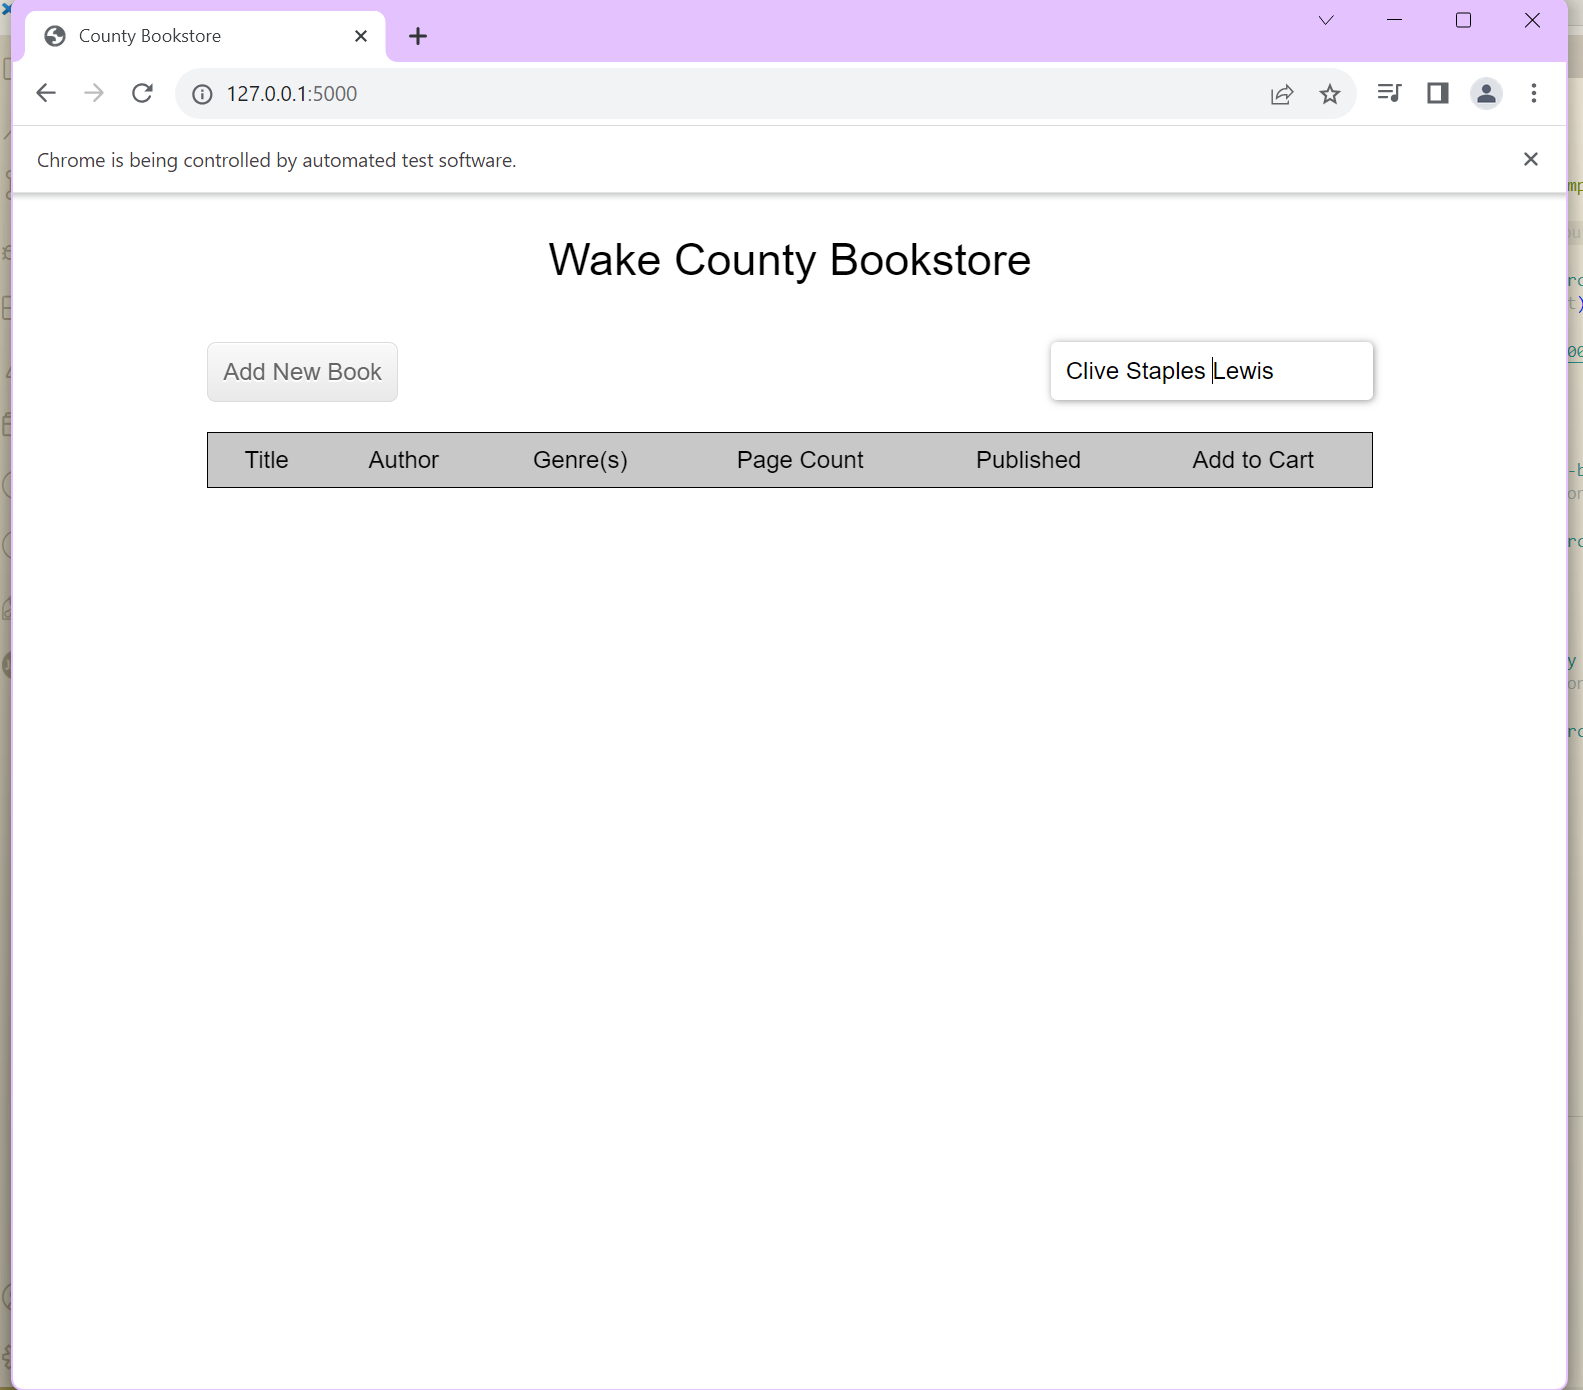 County Bookstore
127.0.0.1:5000
Chrome is being controlled by automated test software.
Wake County Bookstore
Add New Book
Clive Staples Lewis
Title Author Genre(s) Page Count Published Add to Cart